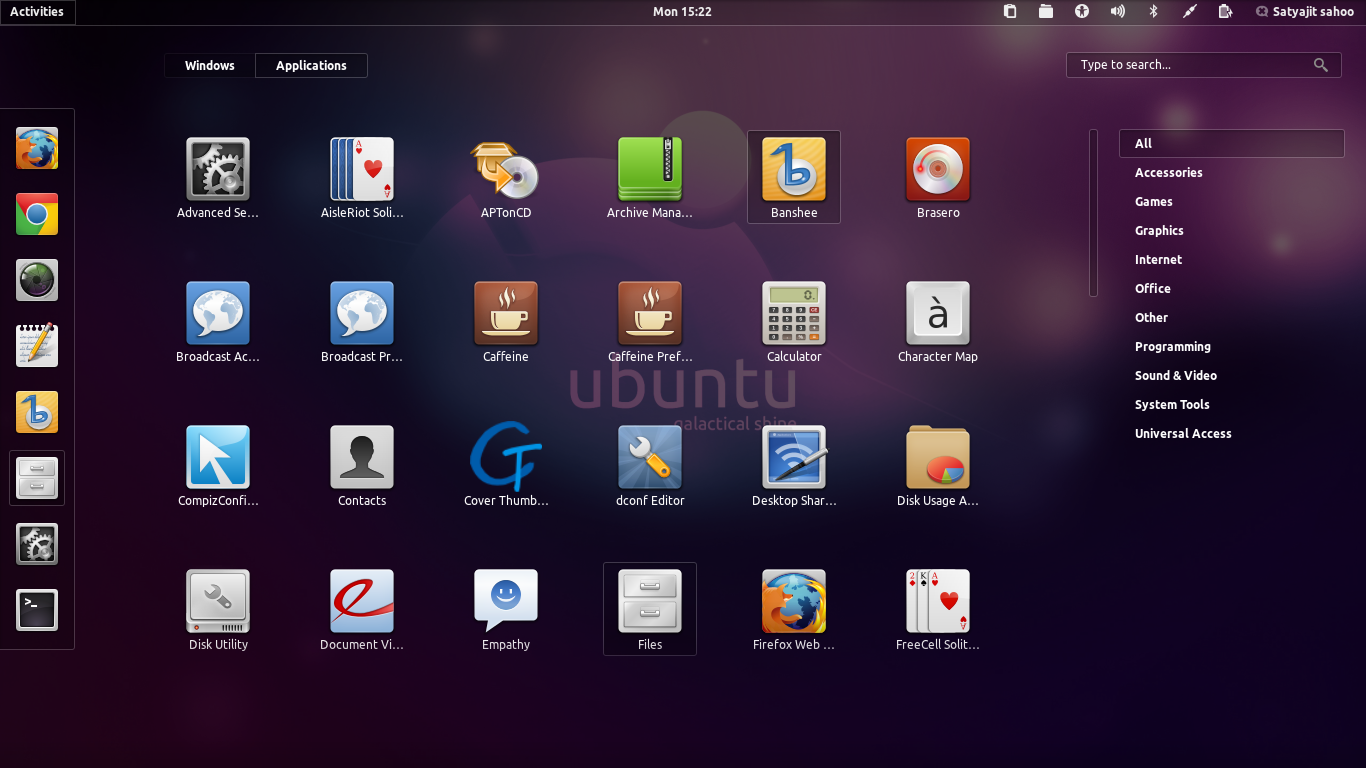 Activities
Mon 15:22
Satyajit sahoo
Windows
Applications
Type to search...
Advanced Se...
AisleRiot Soli...
APTonCD
Archive Mana...
Banshee
Brasero
Broadcast Ac...
Broadcast Pr...
Caffeine
Caffeine Pref...
Calculator
Character Map
ubuntu
galactical shine
CompizConfi...
Contacts
Cover Thumb...
dconf Editor
Desktop Shar...
Disk Usage A...
Disk Utility
Document Vi...
Empathy
Files
Firefox Web ...
FreeCell Solit...
All
Accessories
Games
Graphics
Internet
Office
Other
Programming
Sound & Video
System Tools
Universal Access